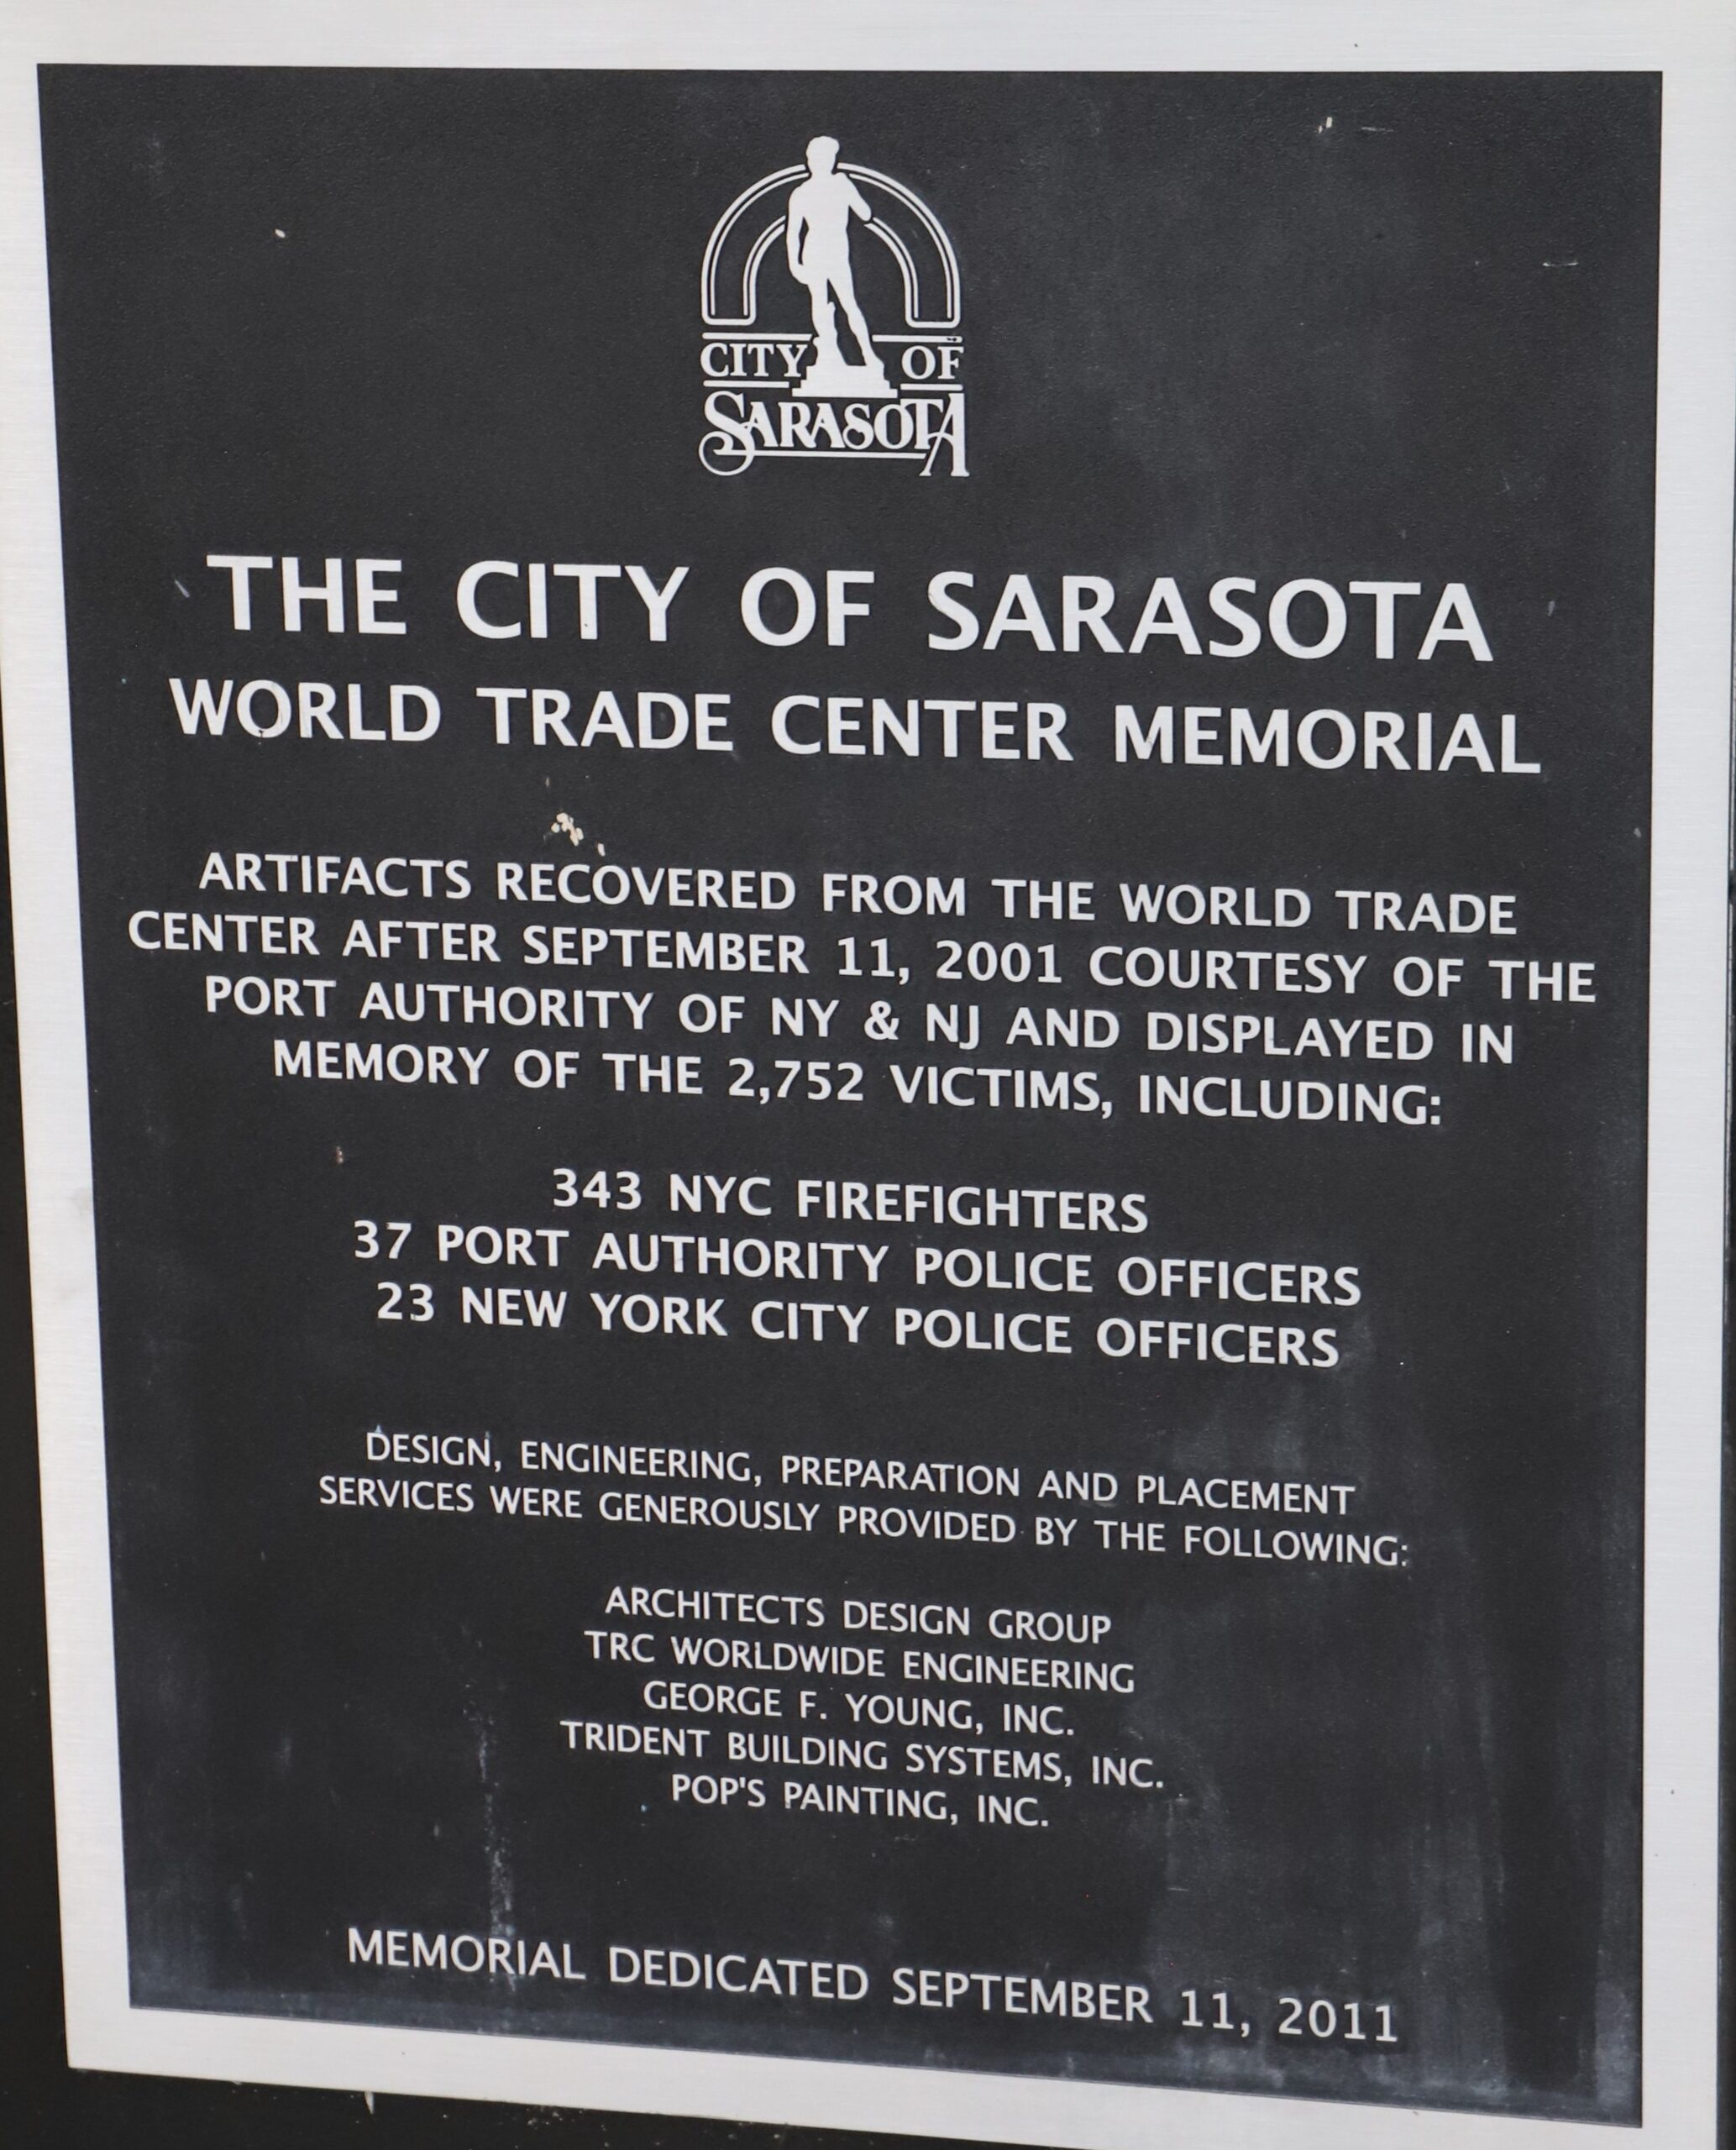 CITY OF
SARASOTA
THE CITY OF SARASOTA
WORLD TRADE CENTER MEMORIAL
ARTIFACTS RECOVERED FROM THE WORLD TRADE
CENTER AFTER SEPTEMBER 11, 2001 COURTESY OF THE
PORT AUTHORITY OF NY & NJ AND DISPLAYED IN
MEMORY OF THE 2,752 VICTIMS, INCLUDING:
343 NYC FIREFIGHTERS
37 PORT AUTHORITY POLICE OFFICERS
23 NEW YORK CITY POLICE OFFICERS
DESIGN, ENGINEERING, PREPARATION AND PLACEMENT
SERVICES WERE GENEROUSLY PROVIDED BY THE FOLLOWING:
ARCHITECTS DESIGN GROUP
TRC WORLDWIDE ENGINEERING
GEORGE F. YOUNG, INC.
TRIDENT BUILDING SYSTEMS, INC.
POP'S PAINTING, INC.
MEMORIAL DEDICATED SEPTEMBER 11, 2011